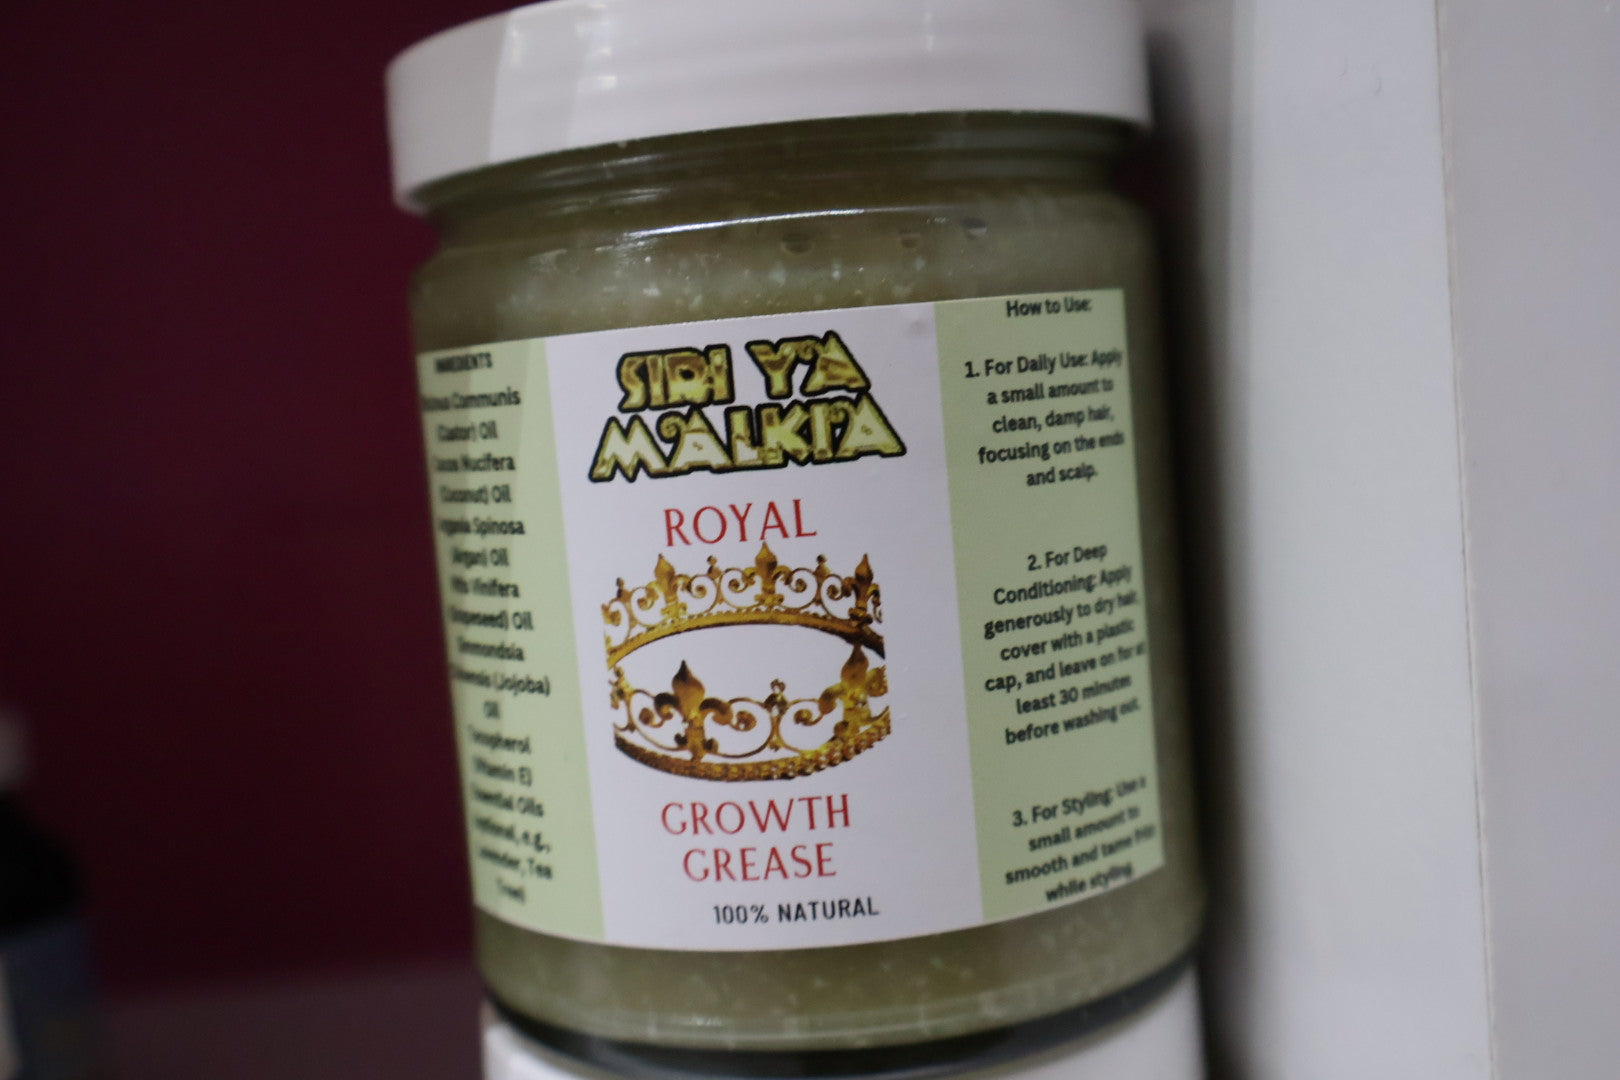 INGREDIENTS
Communis
(Castor) Oil
Nucifera
(Coconut) Oil
Spinosa
(Argan) Oil
Vitis Vinifera
(Grapeseed) Oil
Simmondsia
(Jojoba)
Oil
Tocopherol
(Vitamin E)
Essential Oils
e.g.,
Tea
Tree)
SIRI YA
MALKIA
ROYAL
GROWTH
GREASE
100% NATURAL
How to Use:
1. For Daily Use: Apply
a small amount to
clean, damp hair,
focusing on the ends
and scalp.
2. For Deep
Conditioning: Apply
generously to dry hair,
cover with a plastic
cap, and leave on for at
least 30 minutes
before washing out.
3. For Styling: Use a
small amount to
smooth and tame frizz
while styling